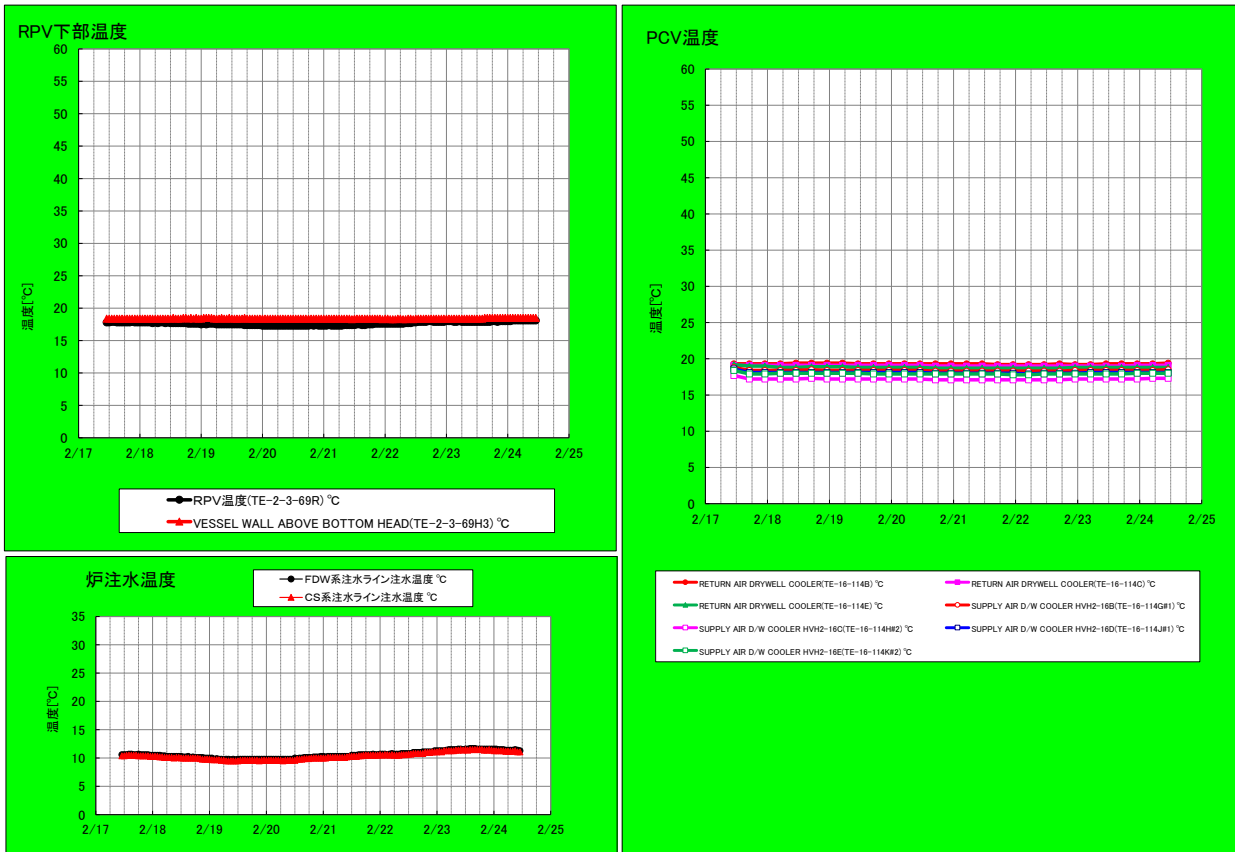 RPV下部温度
60
55
50
45
40
35
30
25
20
15
10
5
0
温度[℃]
2/17 2/18 2/19 2/20 2/21 2/22 2/23 2/24 2/25
RPV温度(TE-2-3-69R) ℃
VESSEL WALL ABOVE BOTTOM HEAD(TE-2-3-69H3) ℃
炉注水温度
FDW系注水ライン注水温度 ℃
CS系注水ライン注水温度 ℃
35
30
25
20
15
10
5
0
温度[℃]
2/17 2/18 2/19 2/20 2/21 2/22 2/23 2/24 2/25
PCV温度
60
55
50
45
40
35
30
25
20
15
10
5
0
温度[℃]
2/17 2/18 2/19 2/20 2/21 2/22 2/23 2/24 2/25
RETURN AIR DRYWELL COOLER(TE-16-114B) ℃
RETURN AIR DRYWELL COOLER(TE-16-114C) ℃
RETURN AIR DRYWELL COOLER(TE-16-114E) ℃
SUPPLY AIR D/W COOLER HVH2-16B(TE-16-114G#1) ℃
SUPPLY AIR D/W COOLER HVH2-16C(TE-16-114H#2) ℃
SUPPLY AIR D/W COOLER HVH2-16D(TE-16-114J#1) ℃
SUPPLY AIR D/W COOLER HVH2-16E(TE-16-114K#2) ℃